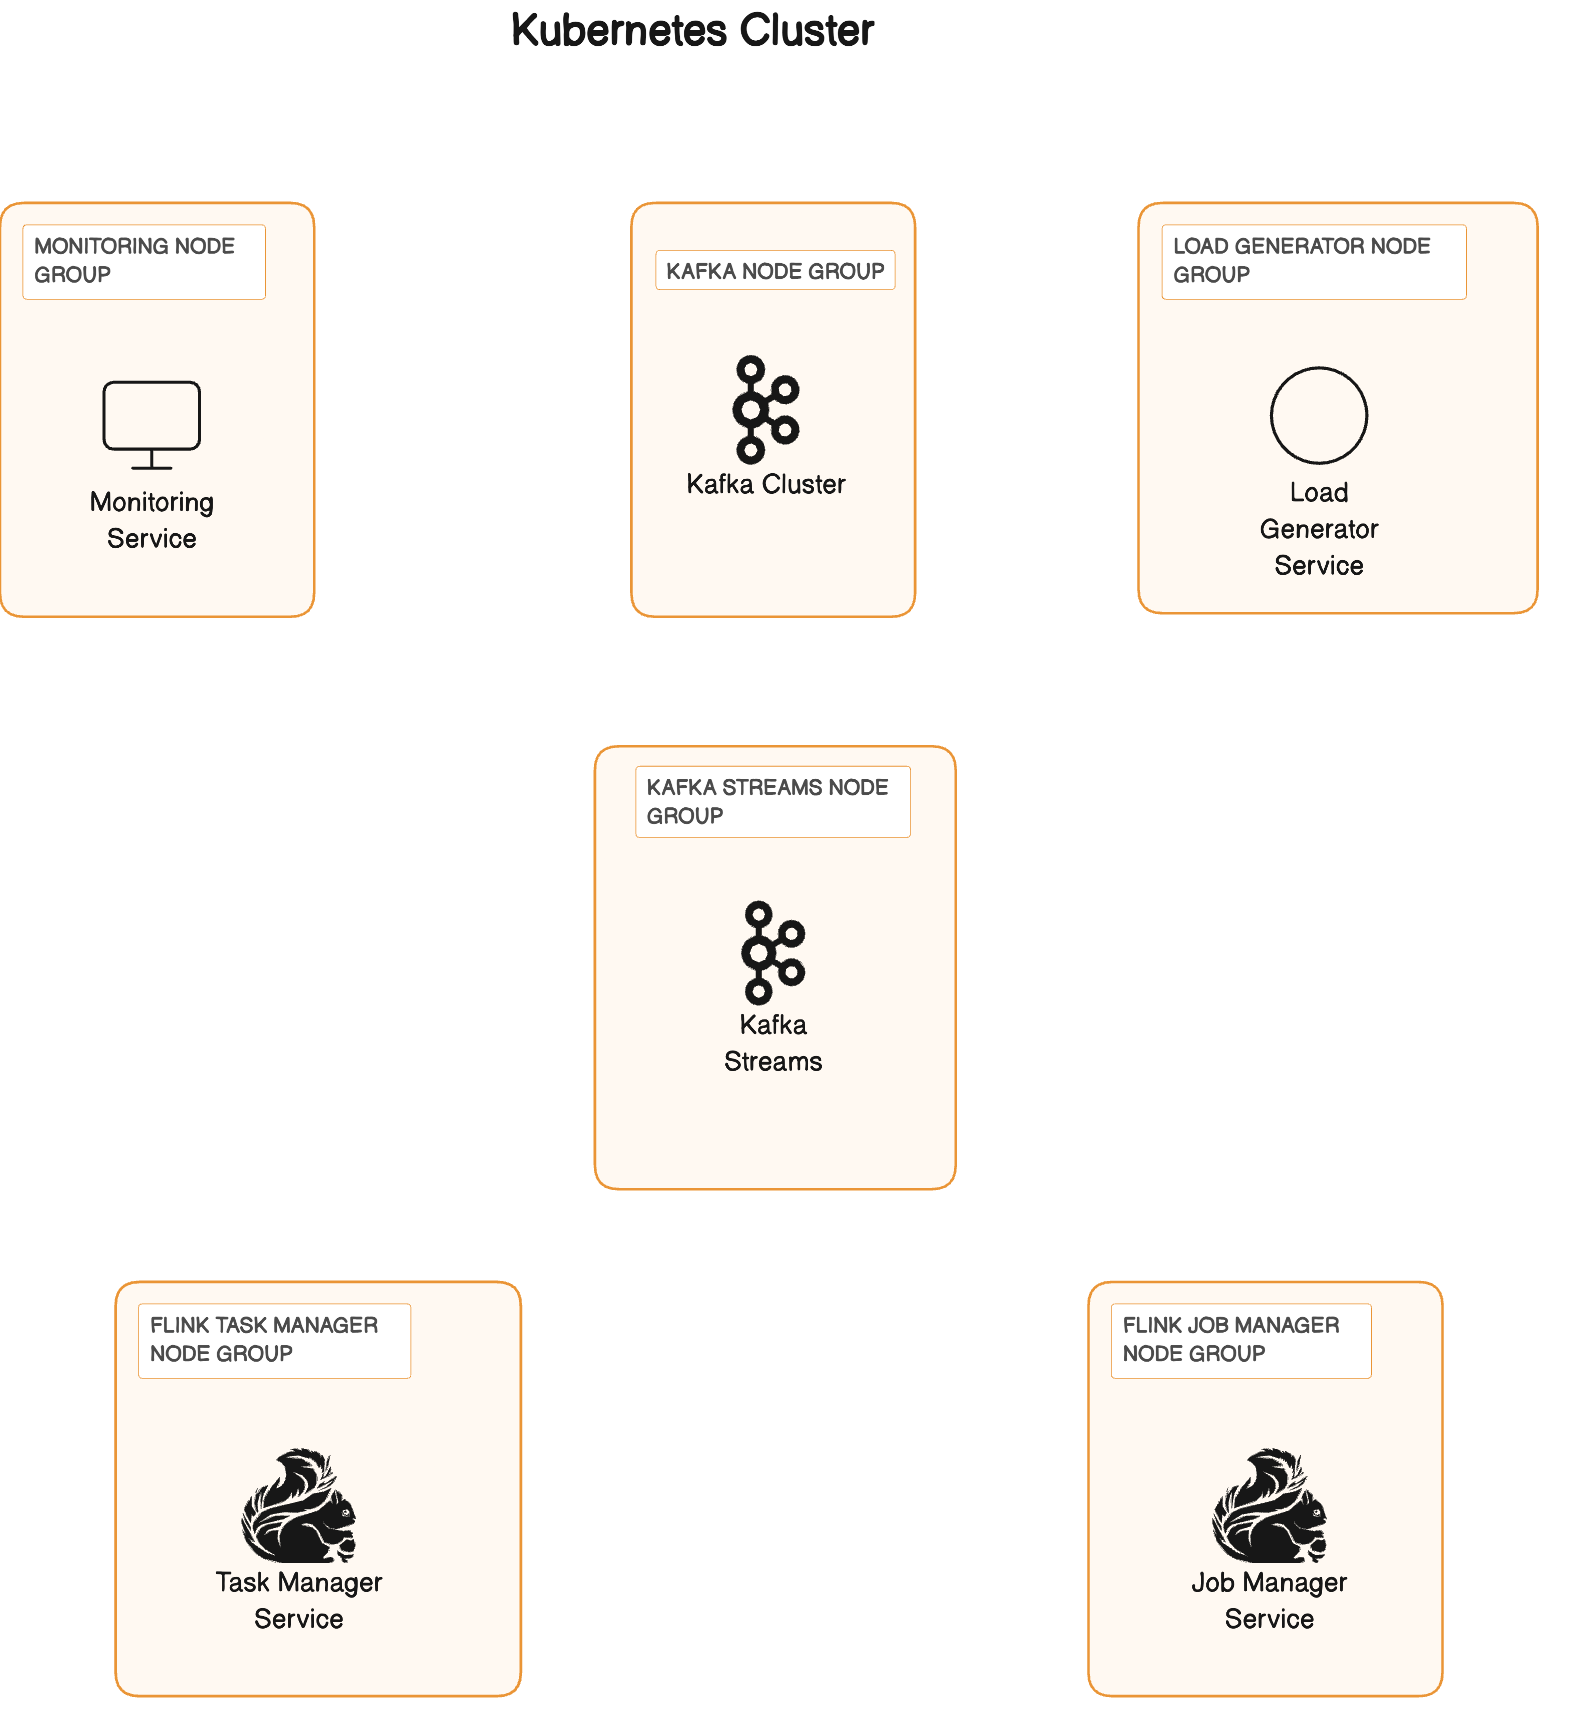 Kubernetes Cluster
MONITORING NODE
GROUP
Monitoring
Service
KAFKA NODE GROUP
Kafka Cluster
LOAD GENERATOR NODE
GROUP
Load
Generator
Service
KAFKA STREAMS NODE
GROUP
Kafka
Streams
FLINK TASK MANAGER
NODE GROUP
Task Manager
Service
FLINK JOB MANAGER
NODE GROUP
Job Manager
Service